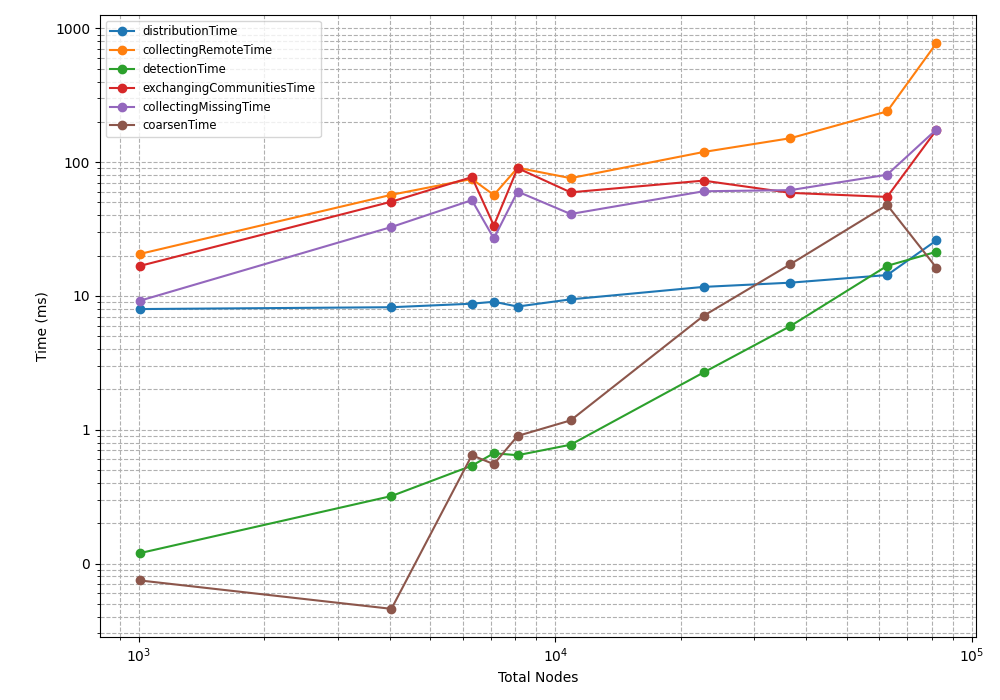 1000
100
10
1
0
Time (ms)
distributionTime
collectingRemoteTime
detectionTime
exchangingCommunitiesTime
collectingMissingTime
coarsenTime
10³ 10⁴ 10⁵
Total Nodes